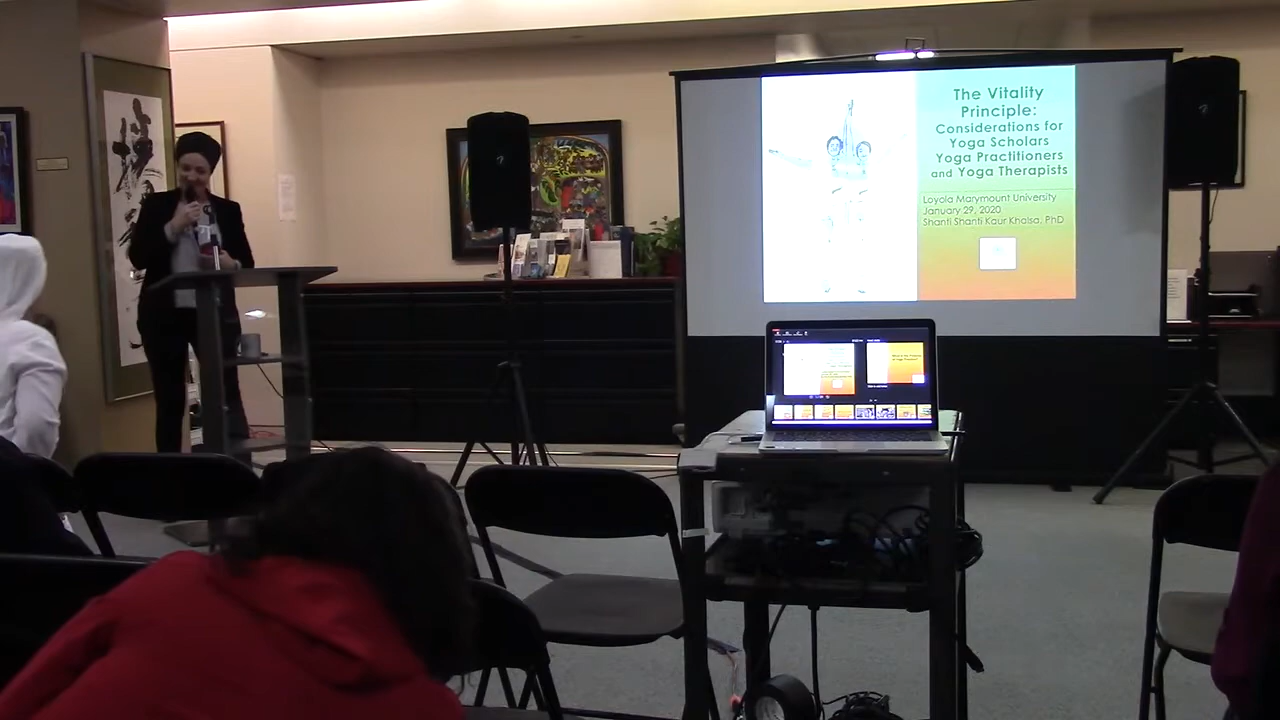 The Vitality
Principle:
Considerations for
Yoga Scholars
Yoga Practitioners
and Yoga Therapists
Loyola Marymount University
January 29, 2020
Shanti Shanti Kaur Khalsa, PhD